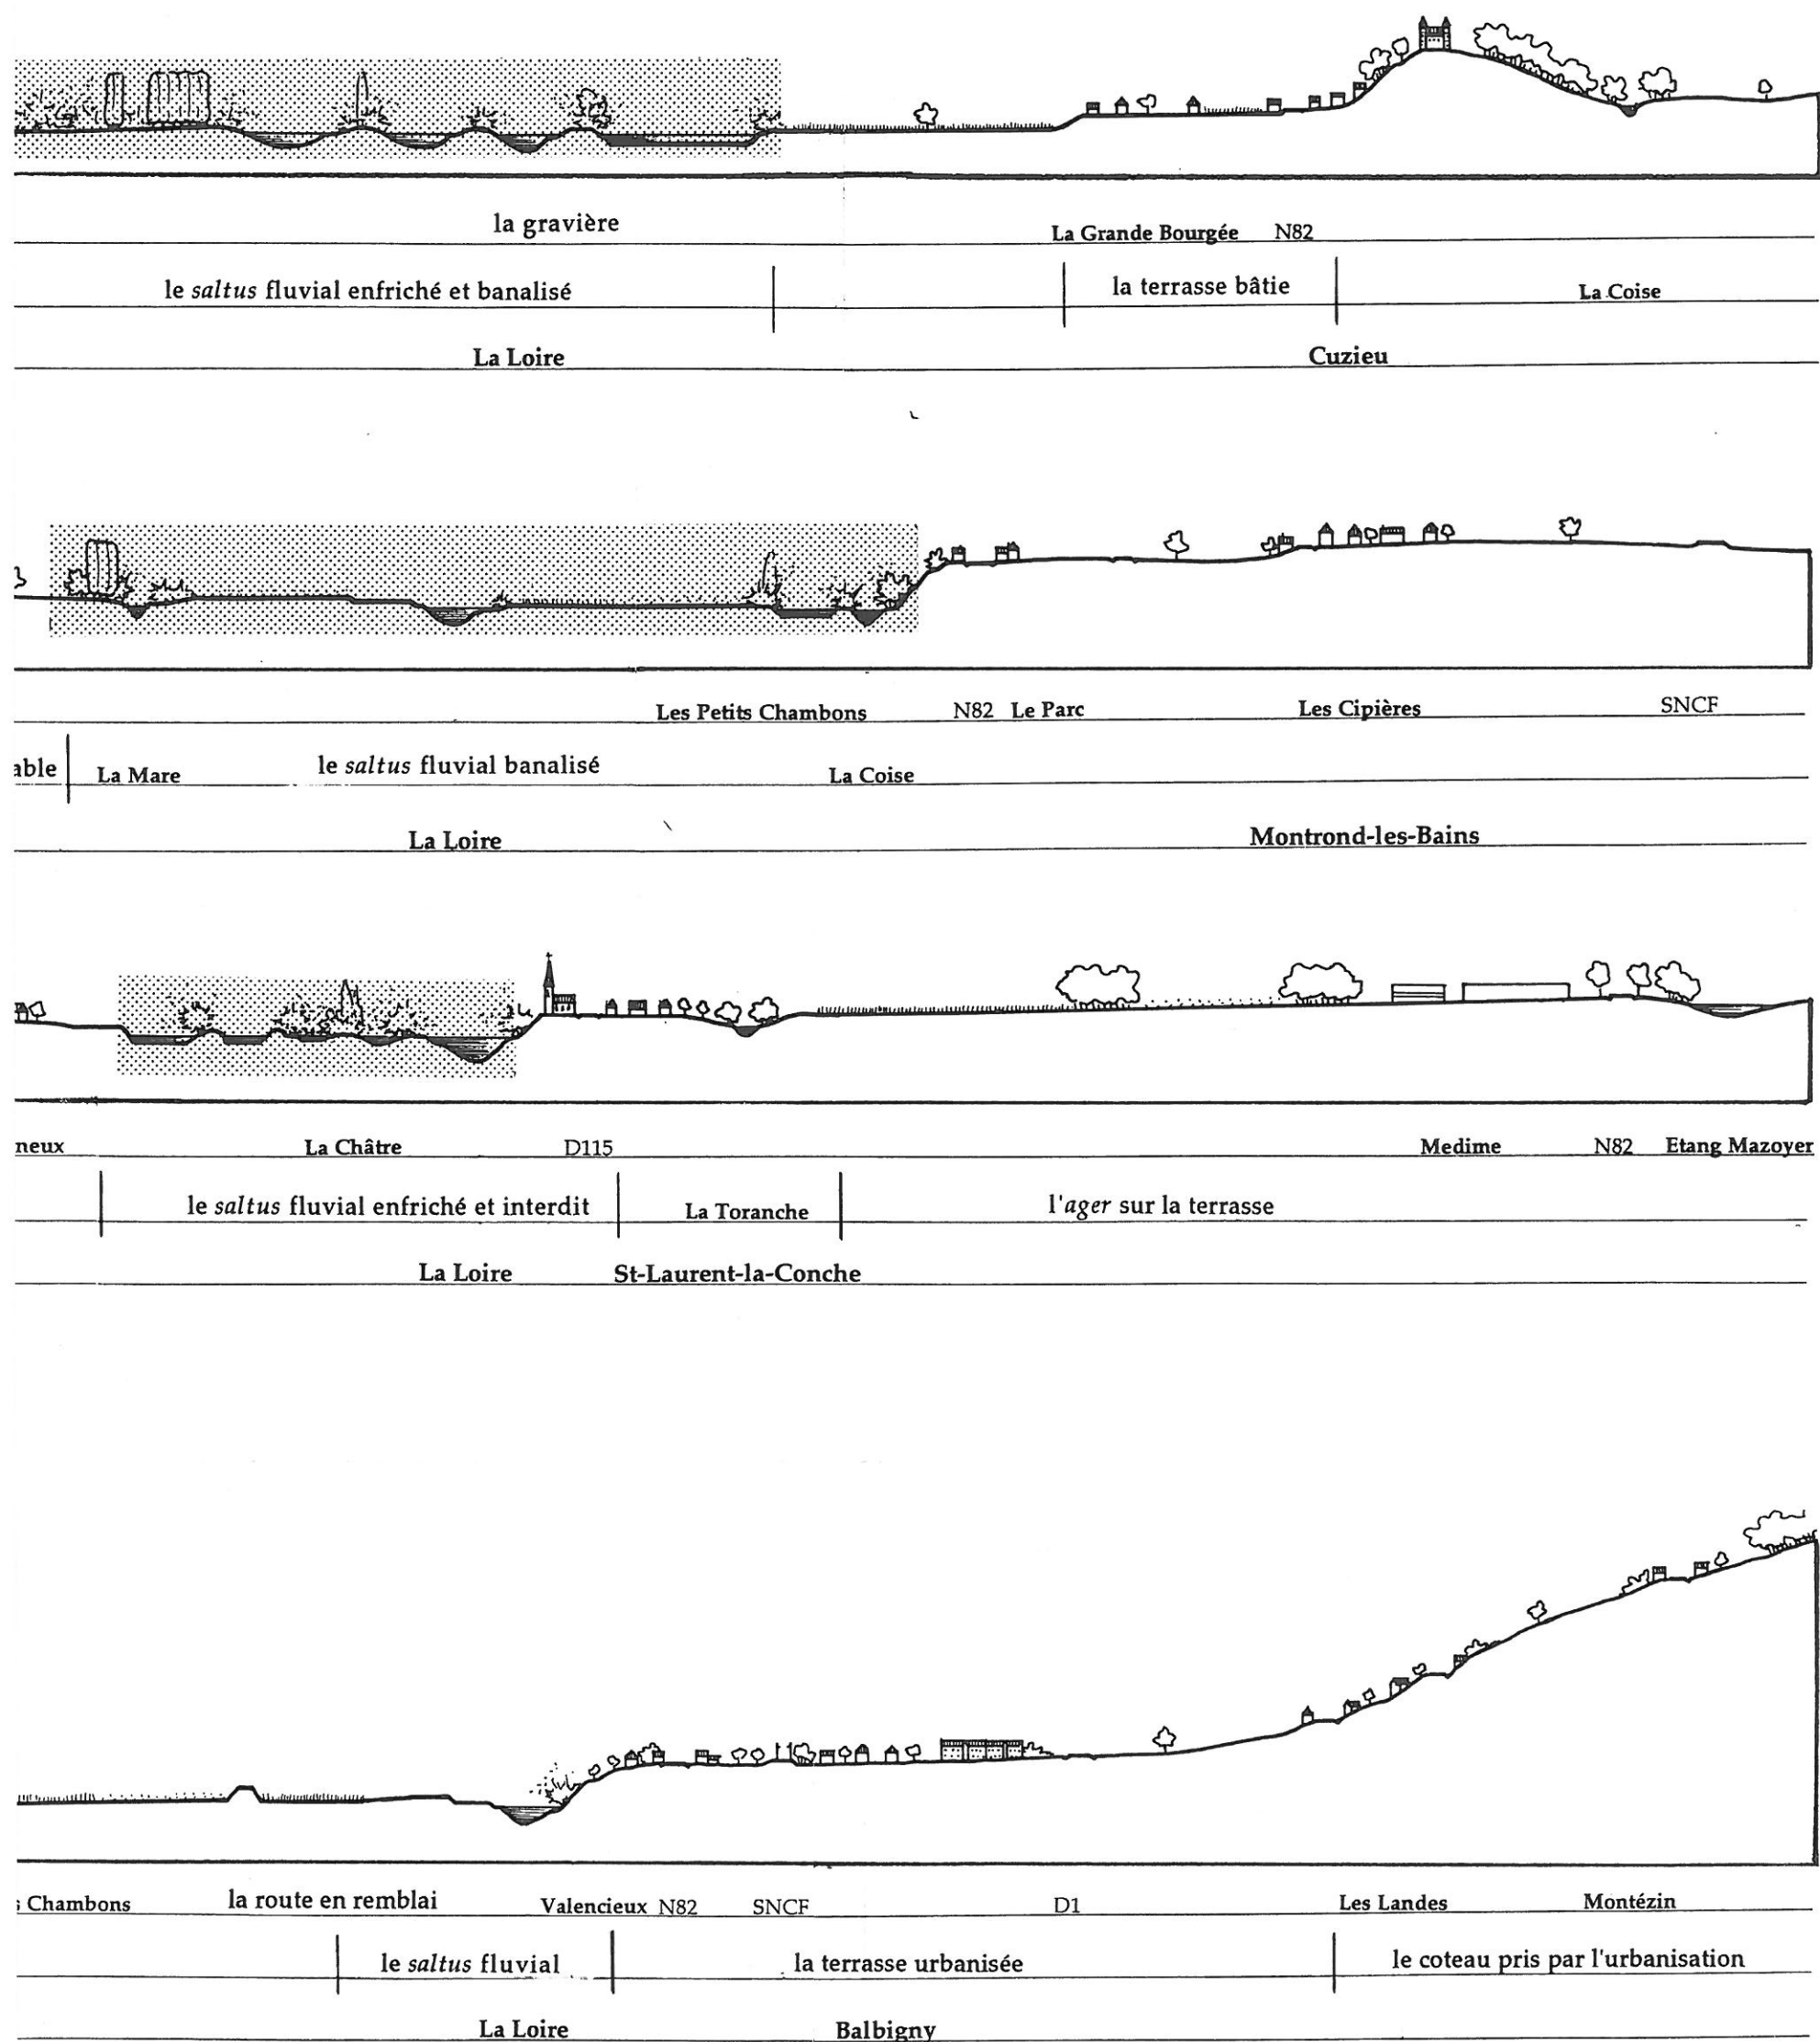 la gravière
La Grande Bourgée N82
le saltus fluvial enfriché et banalisé la terrasse bâtie La Coise
La Loire Cuzieu
Les Petits Chambons N82 Le Parc Les Cipières SNCF
able La Mare le saltus fluvial banalisé La Coise
La Loire Montrond-les-Bains
neux La Châtre D115 Medime N82 Etang Mazoyer
le saltus fluvial enfriché et interdit La Toranche l'ager sur la terrasse
La Loire St-Laurent-la-Conche
Chambons la route en remblai Valencieux N82 SNCF D1 Les Landes Montézin
le saltus fluvial la terrasse urbanisée le coteau pris par l'urbanisation
La Loire Balbigny